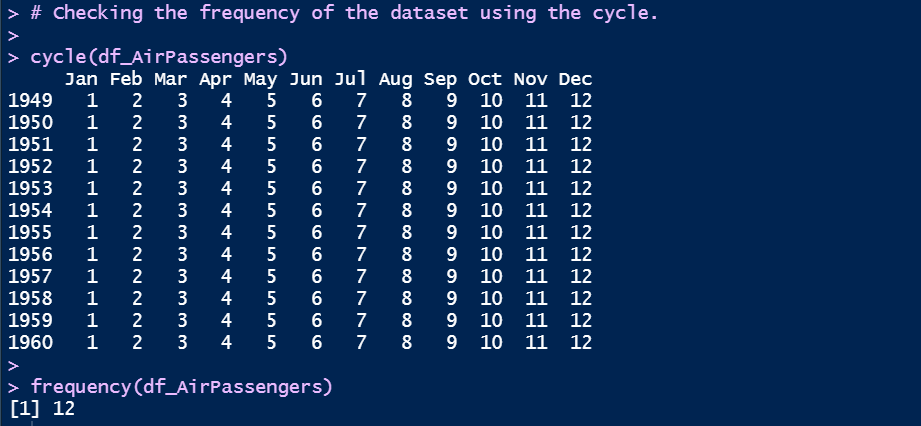 > # Checking the frequency of the dataset using the cycle.
>
> cycle(df_AirPassengers)
     Jan Feb Mar Apr May Jun Jul Aug Sep Oct Nov Dec
1949   1   2   3   4   5   6   7   8   9  10  11  12
1950   1   2   3   4   5   6   7   8   9  10  11  12
1951   1   2   3   4   5   6   7   8   9  10  11  12
1952   1   2   3   4   5   6   7   8   9  10  11  12
1953   1   2   3   4   5   6   7   8   9  10  11  12
1954   1   2   3   4   5   6   7   8   9  10  11  12
1955   1   2   3   4   5   6   7   8   9  10  11  12
1956   1   2   3   4   5   6   7   8   9  10  11  12
1957   1   2   3   4   5   6   7   8   9  10  11  12
1958   1   2   3   4   5   6   7   8   9  10  11  12
1959   1   2   3   4   5   6   7   8   9  10  11  12
1960   1   2   3   4   5   6   7   8   9  10  11  12
>
> frequency(df_AirPassengers)
[1] 12